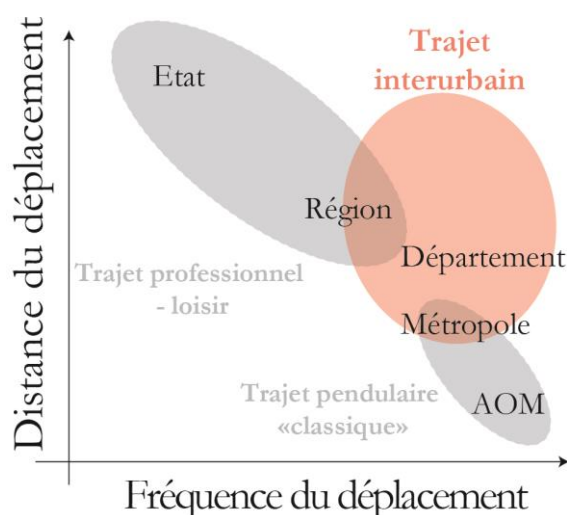 Trajet
interurbain
Etat
Région
Département
Trajet professionnel
- loisir
Métropole
Trajet pendulaire
«classique»
AOM
Distance du déplacement
Fréquence du déplacement